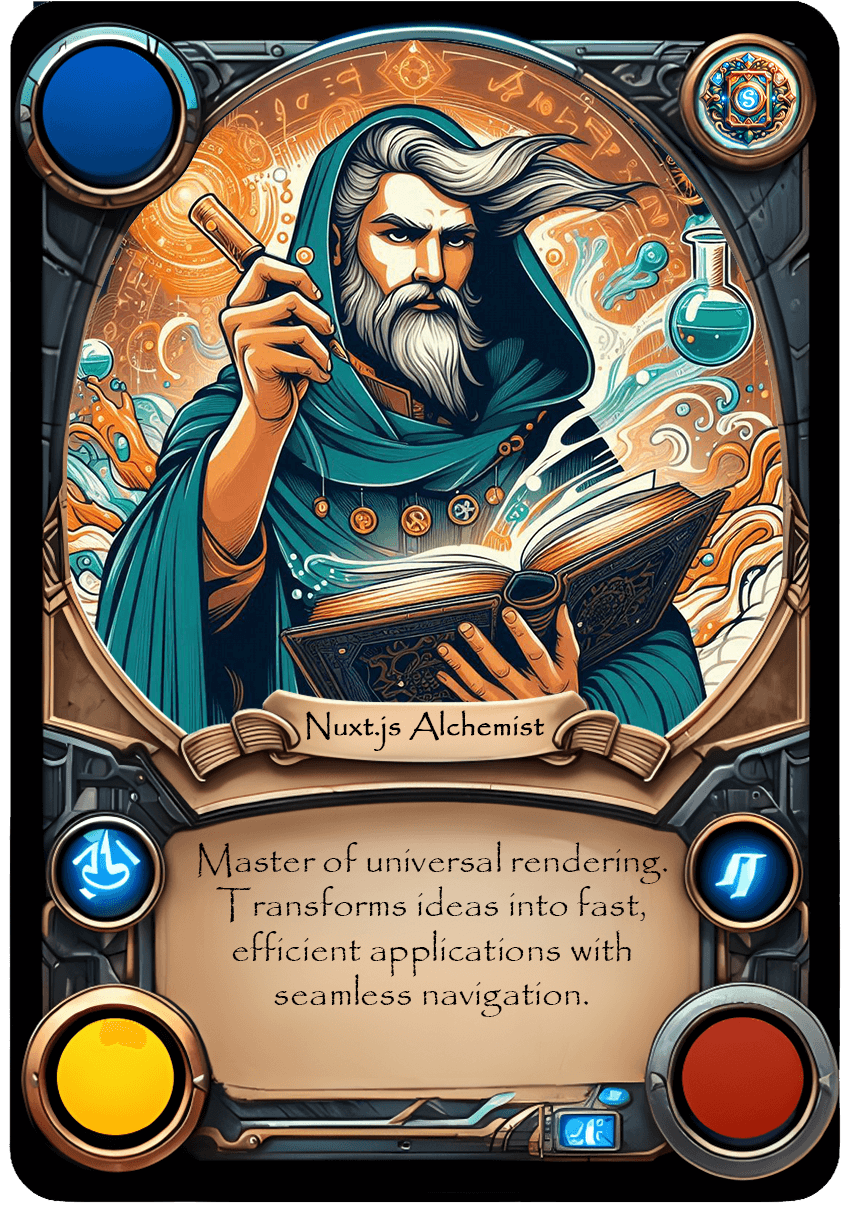 Nuxt.js Alchemist
Master of universal rendering.
Transforms ideas into fast,
efficient applications with
seamless navigation.